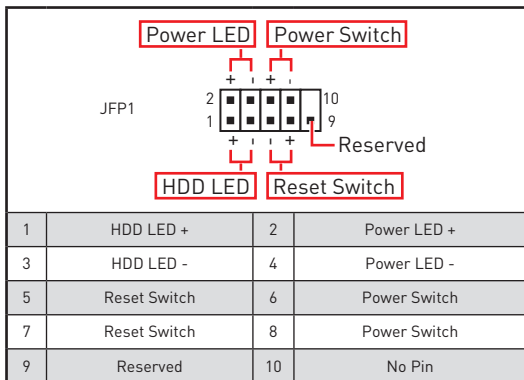 Power LED Power Switch
+ - + -
JFP1
2 10
1 9
+ - - +
Reserved
HDD LED Reset Switch
1 HDD LED + 2 Power LED +
3 HDD LED - 4 Power LED -
5 Reset Switch 6 Power Switch
7 Reset Switch 8 Power Switch
9 Reserved 10 No Pin